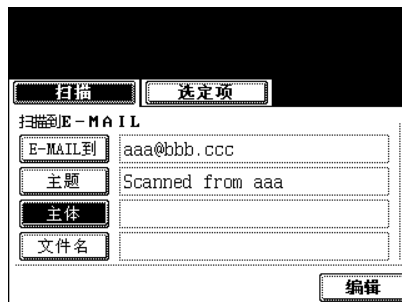 扫描 选定项
扫描到E-MAIL
E-MAIL到 aaa@bbb.ccc
主题 Scanned from aaa
主体
文件名
编辑